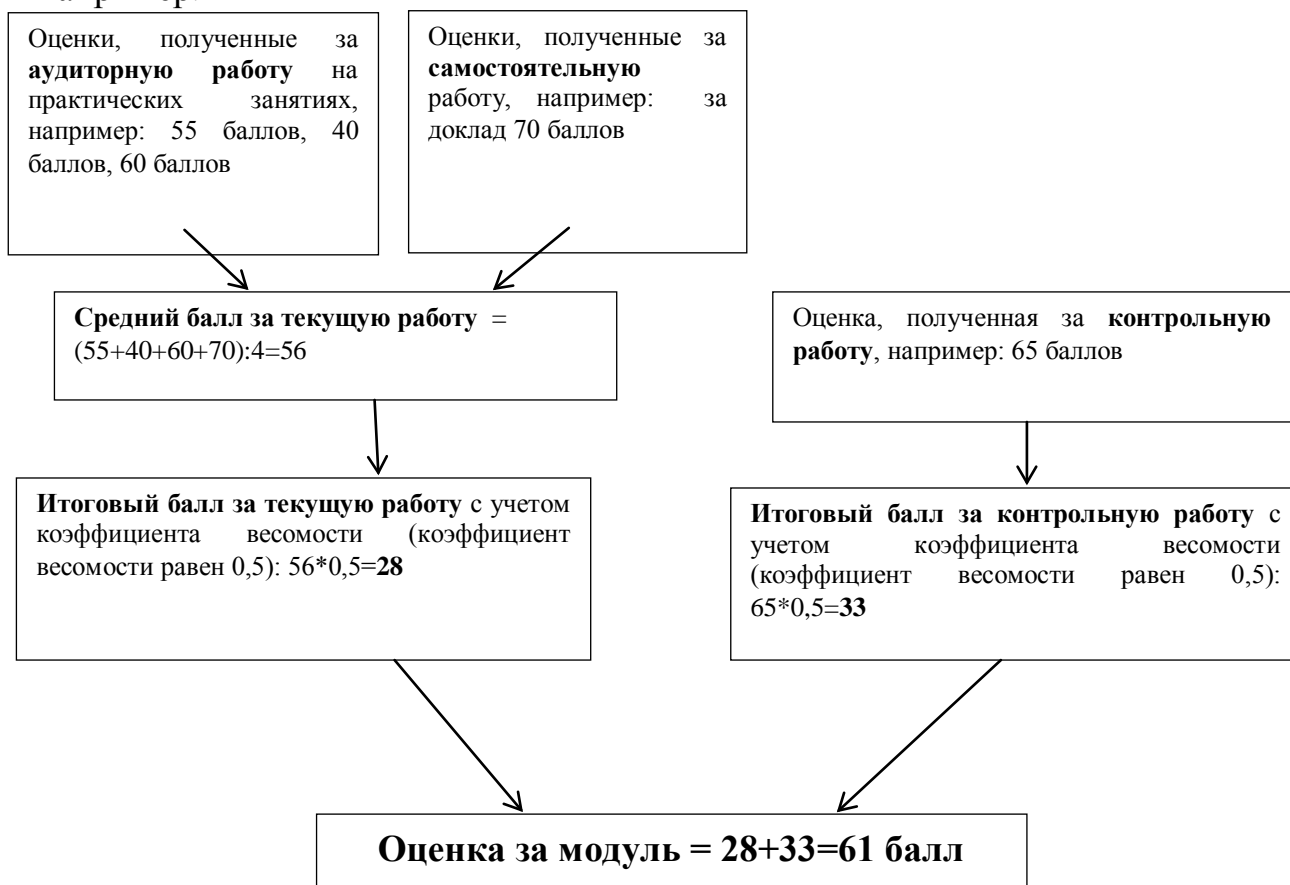 Оценки, полученные за
аудиторную работу на
практических занятиях,
например: 55 баллов, 40
баллов, 60 баллов
Оценки, полученные за
самостоятельную
работу, например: за
доклад 70 баллов
Средний балл за текущую работу =
(55+40+60+70):4=56
Оценка, полученная за контрольную
работу, например: 65 баллов
Итоговый балл за текущую работу с учетом
коэффициента весомости (коэффициент
весомости равен 0,5): 56*0,5=28
Итоговый балл за контрольную работу с
учетом коэффициента весомости
(коэффициент весомости равен 0,5):
65*0,5=33
Оценка за модуль = 28+33=61 балл